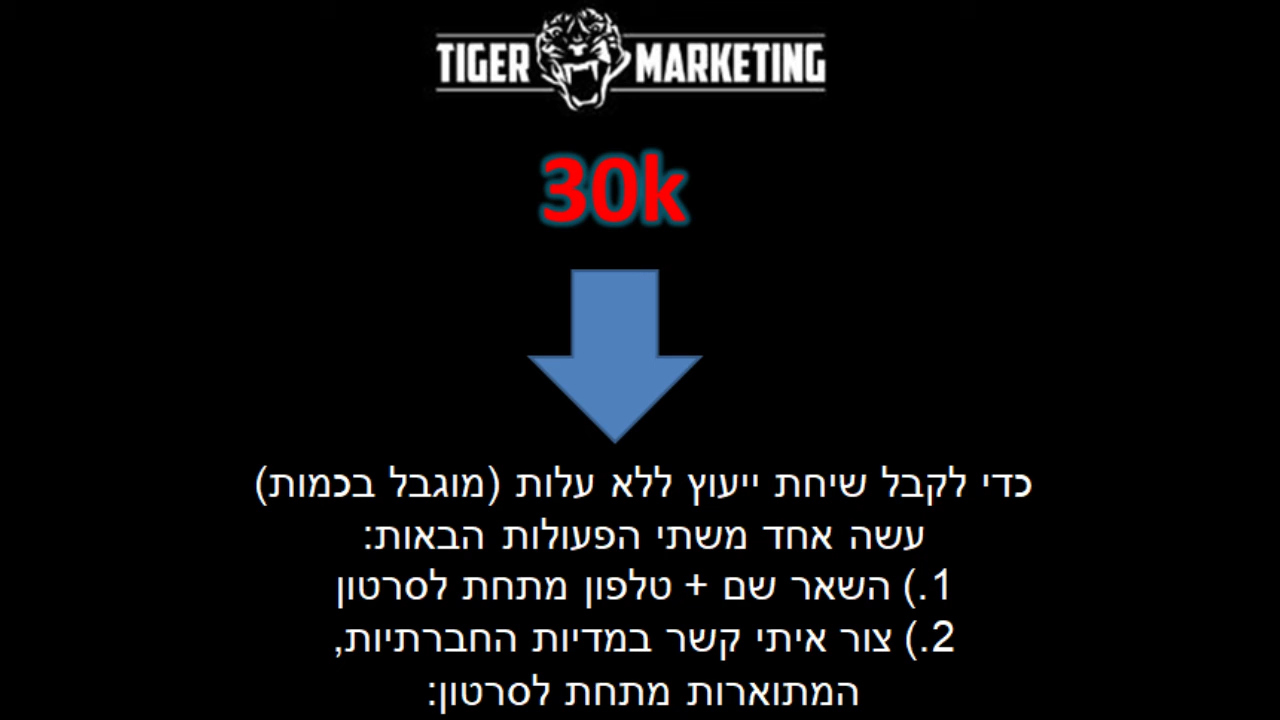 TIGER MARKETING
30k
כדי לקבל שיחת ייעוץ ללא עלות (מוגבל בכמות)
עשה אחד משתי הפעולות הבאות:
1.) השאר שם + טלפון מתחת לסרטון
2.) צור איתי קשר במדיות החברתיות,
המתוארות מתחת לסרטון: